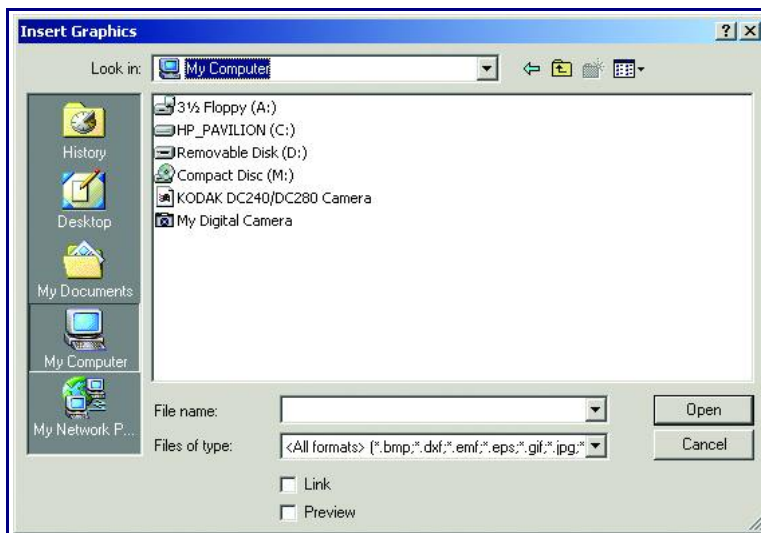 Insert Graphics
Look in:
My Computer
History
Desktop
My Documents
My Computer
My Network P...
3½ Floppy (A:)
HP_PAVILION (C:)
Removable Disk (D:)
Compact Disc (M:)
KODAK DC240/DC280 Camera
My Digital Camera
File name:
Open
Files of type:
<All formats> (*.bmp;*.dxf;*.emf;*.eps;*.gif;*.jpg;*
Cancel
Link
Preview